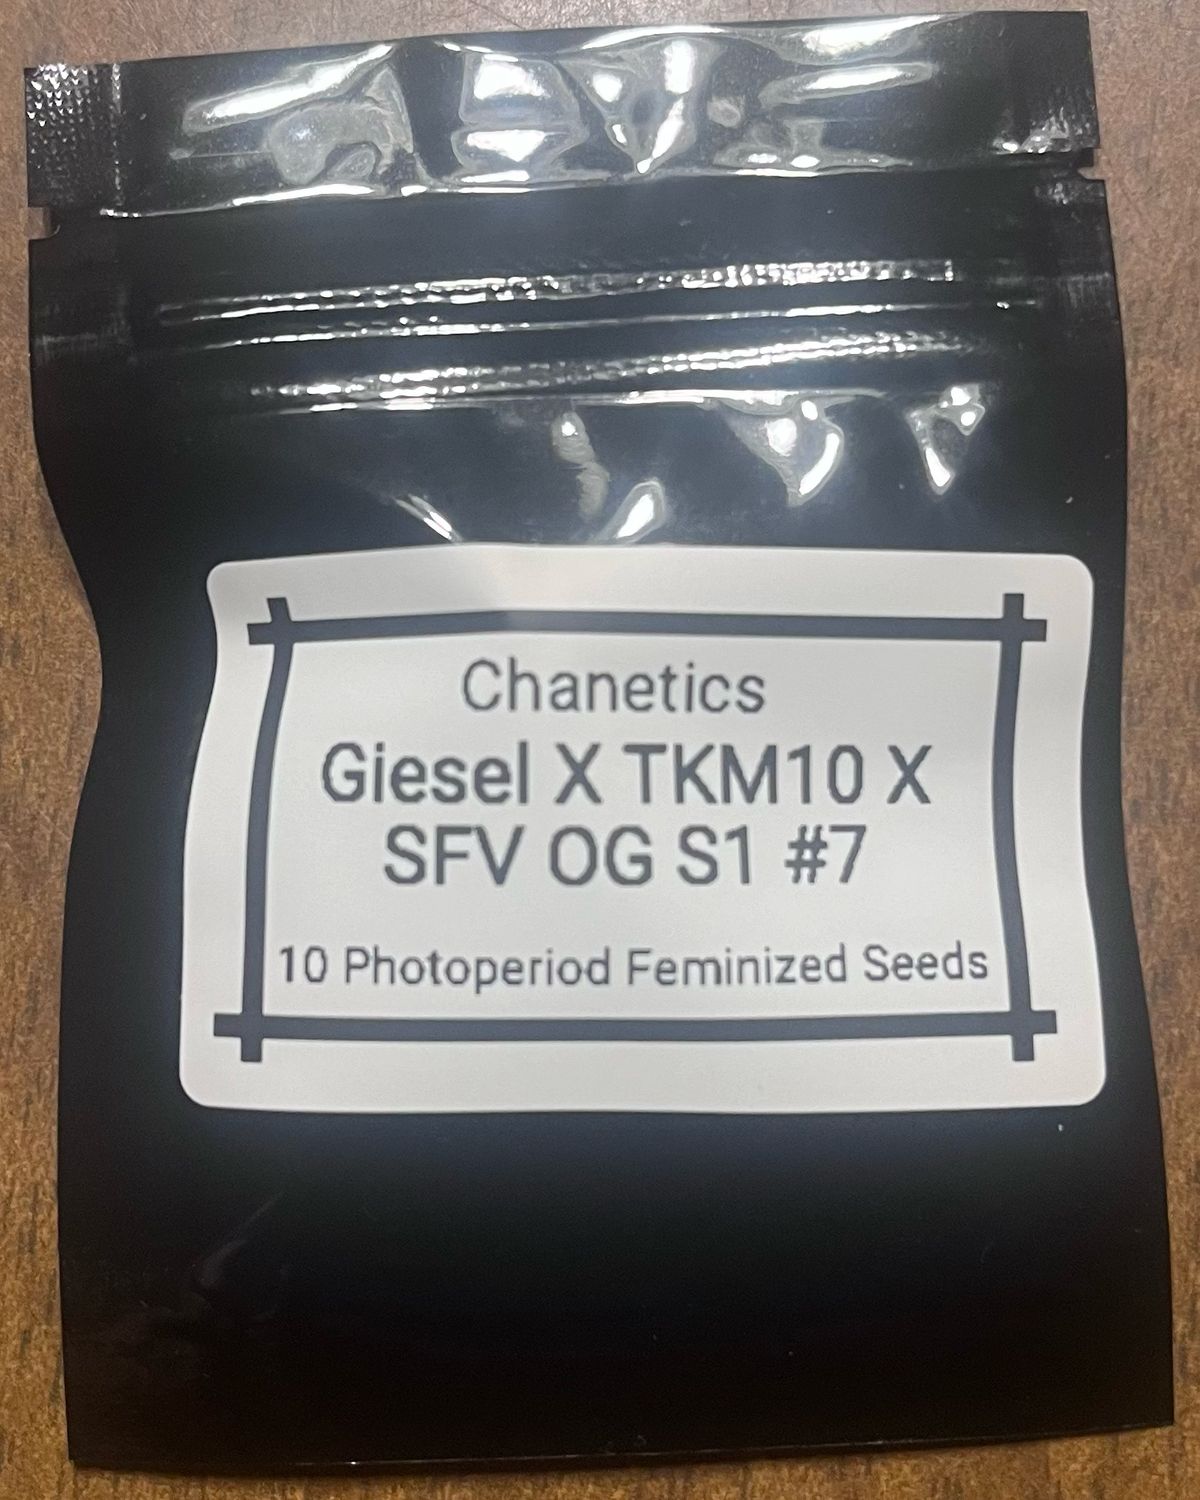 Chanetics
Giesel X TKM10 X
SFV OG S1 #7
10 Photoperiod Feminized Seeds